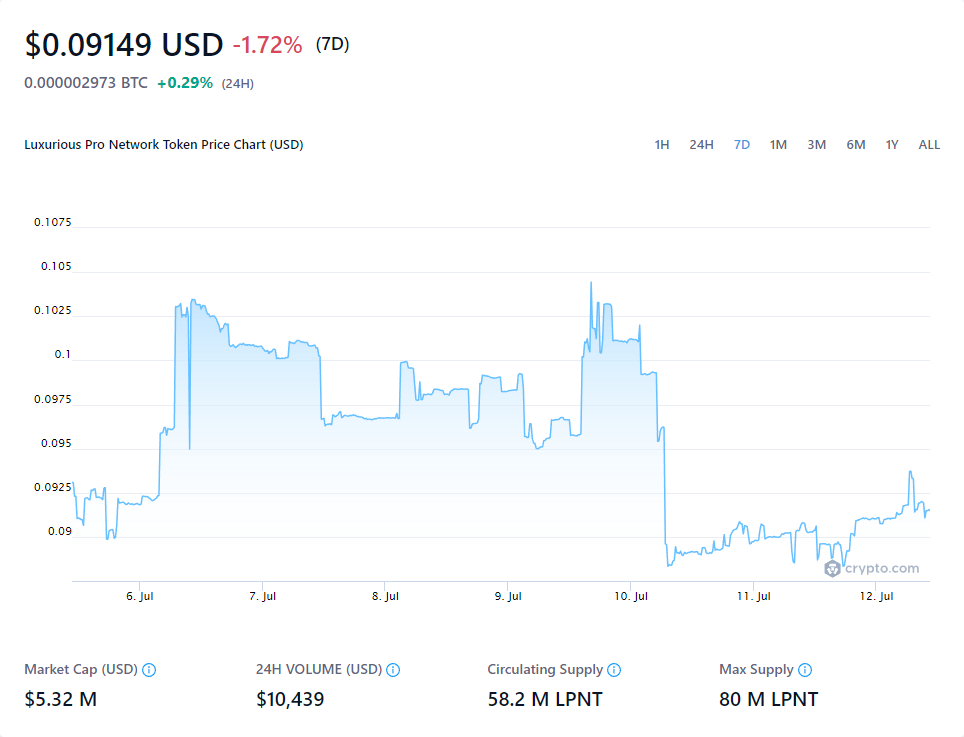 $0.09149 USD -1.72% (7D)
0.000002973 BTC +0.29% (24H)
Luxurious Pro Network Token Price Chart (USD)
1H 24H 7D 1M 3M 6M 1Y ALL
0.1075
0.105
0.1025
0.1
0.0975
0.095
0.0925
0.09
crypto.com
6. Jul 7. Jul 8. Jul 9. Jul 10. Jul 11. Jul 12. Jul
Market Cap (USD) 24H VOLUME (USD) Circulating Supply Max Supply
$5.32 M $10,439 58.2 M LPNT 80 M LPNT